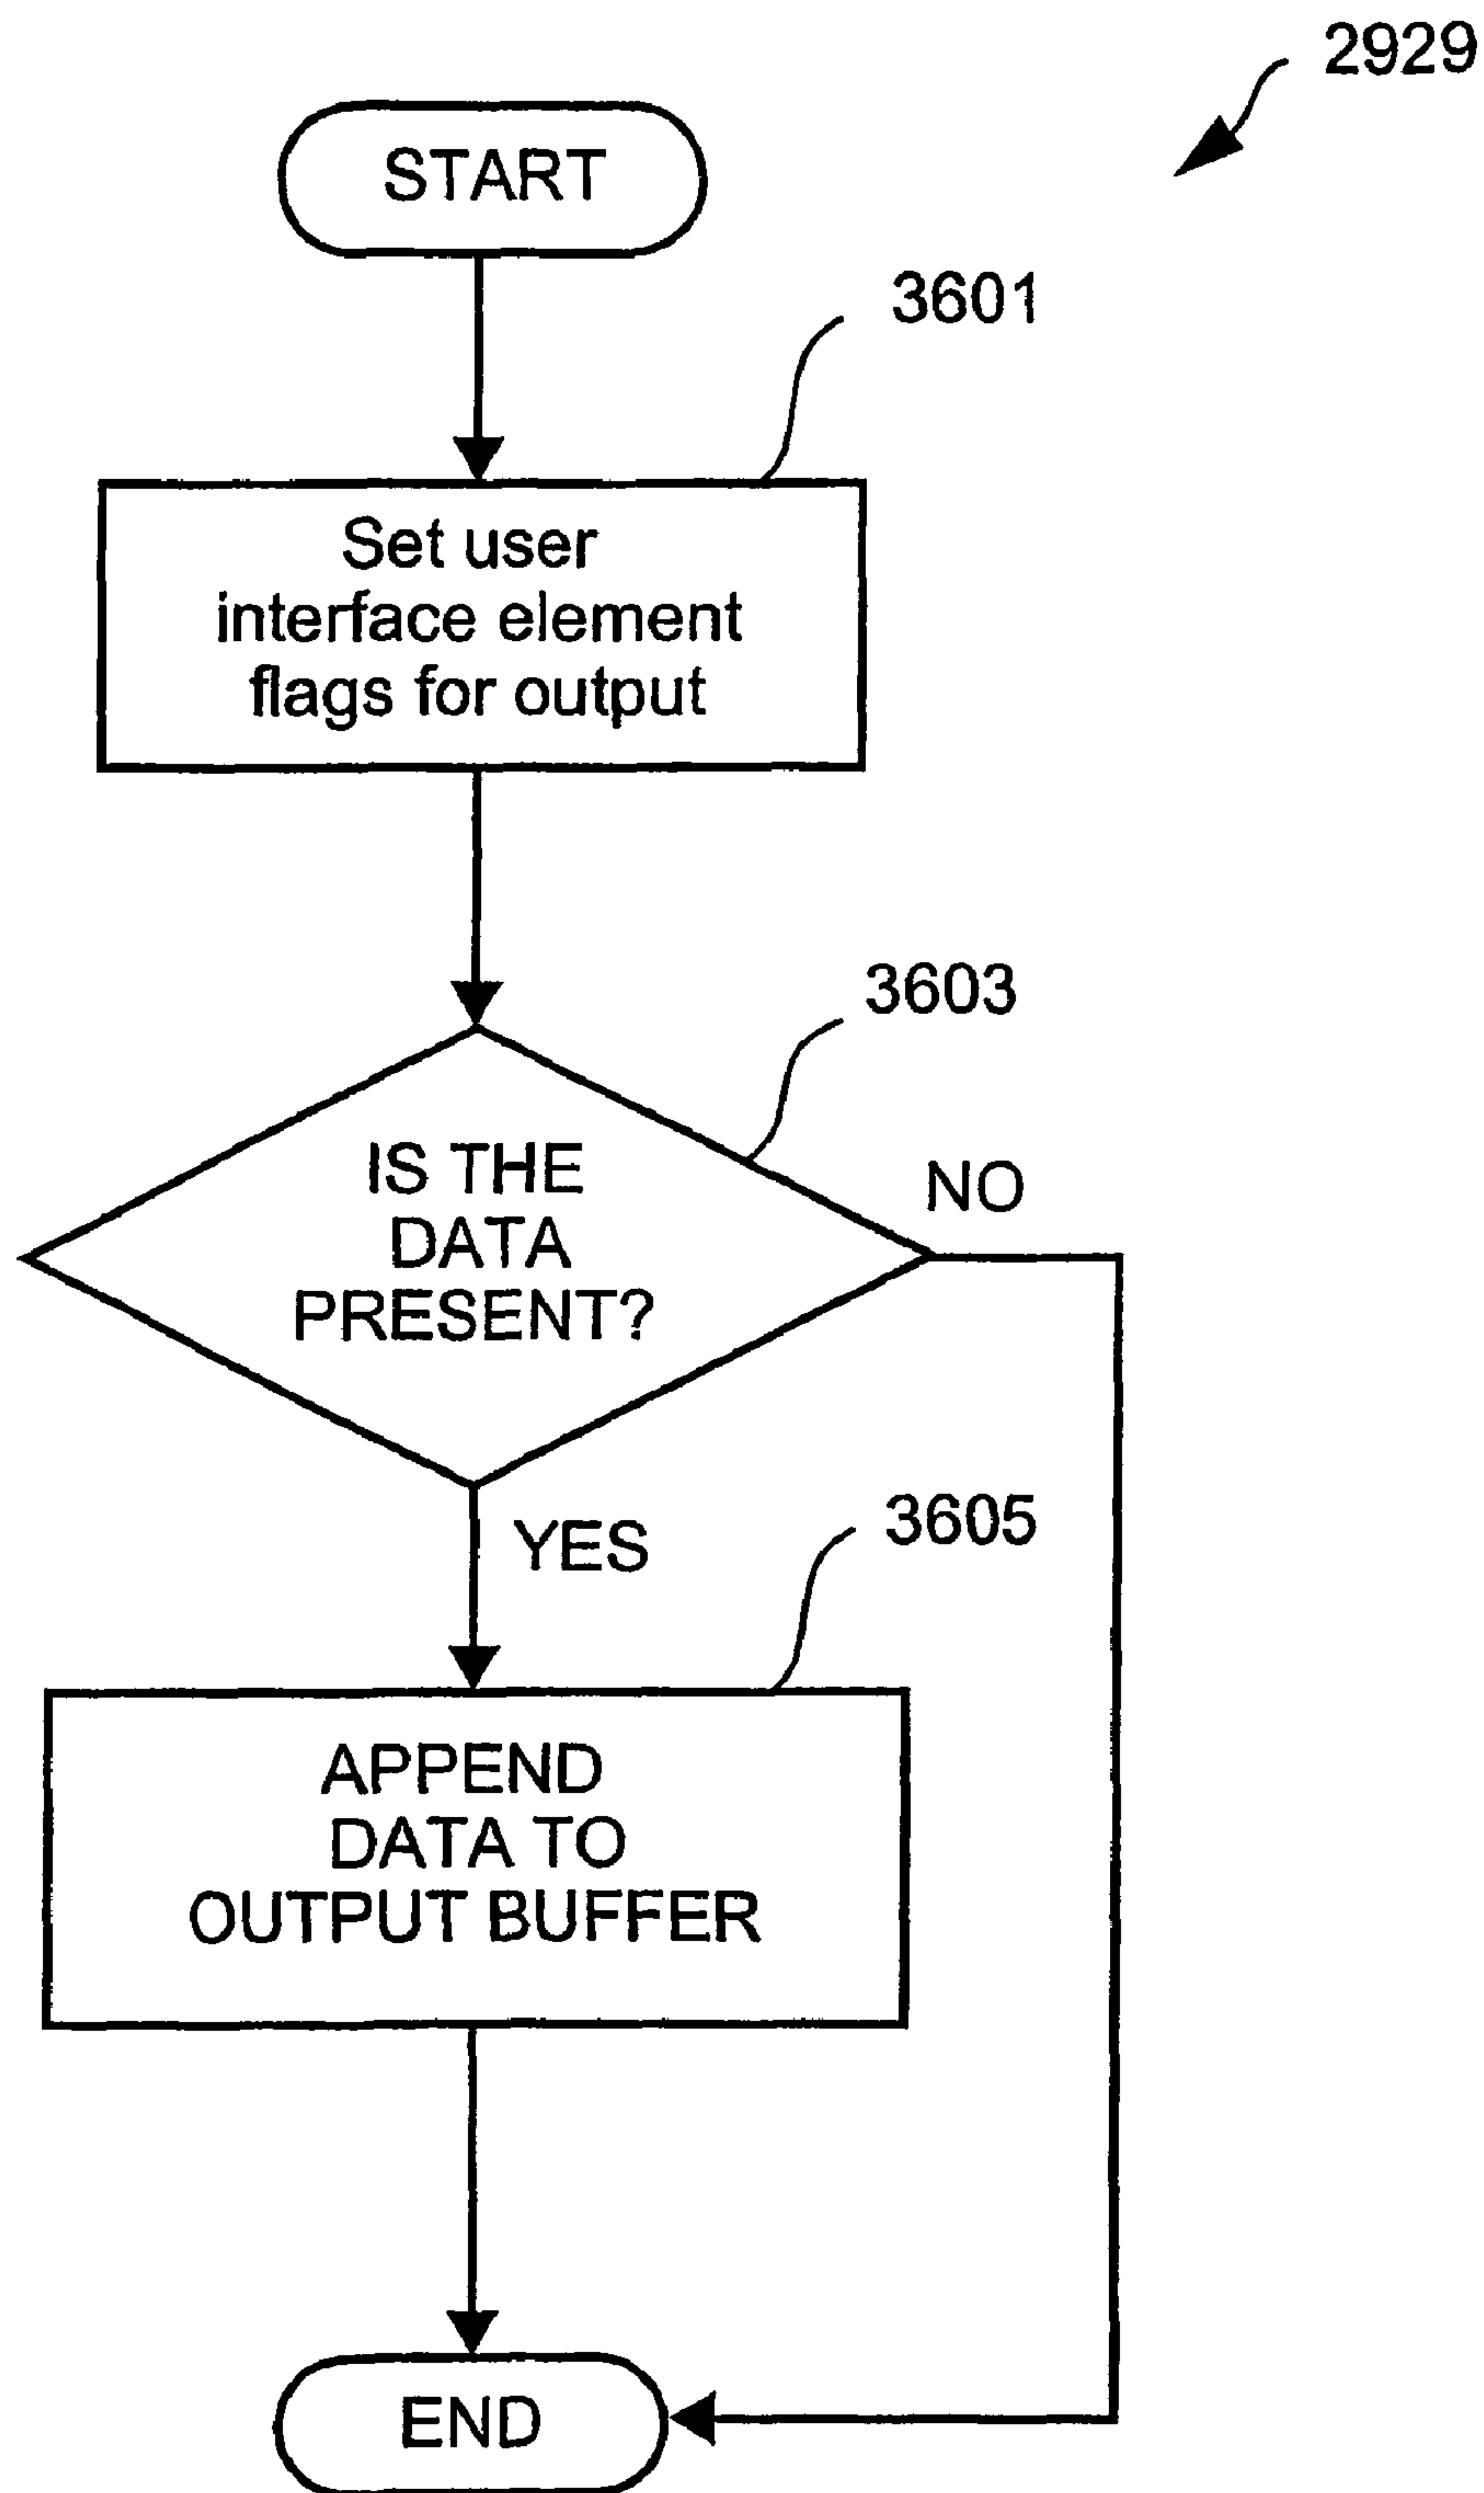 2929
START
3601
Set user
interface element
flags for output
3603
IS THE
DATA
PRESENT?
NO
YES
3605
APPEND
DATA TO
OUTPUT BUFFER
END